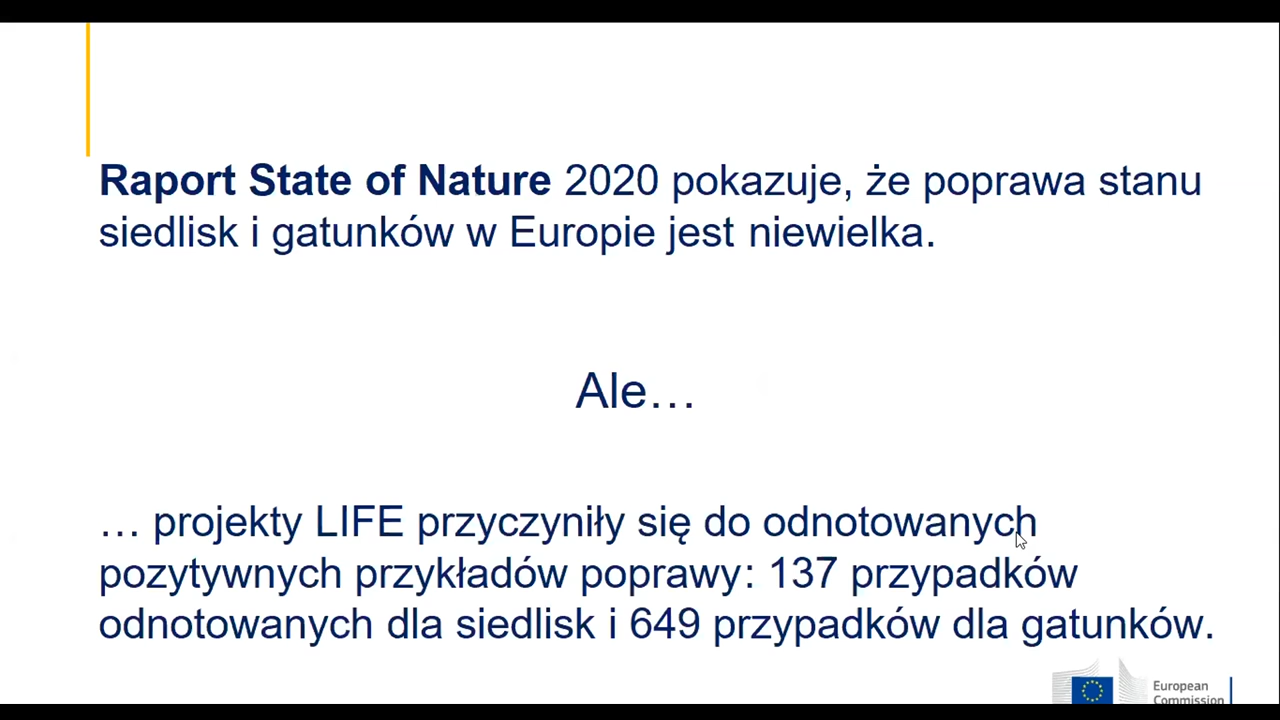 Raport State of Nature 2020 pokazuje, że poprawa stanu
siedlisk i gatunków w Europie jest niewielka.
Ale…
… projekty LIFE przyczyniły się do odnotowanych
pozytywnych przykładów poprawy: 137 przypadków
odnotowanych dla siedlisk i 649 przypadków dla gatunków.
European
Commission